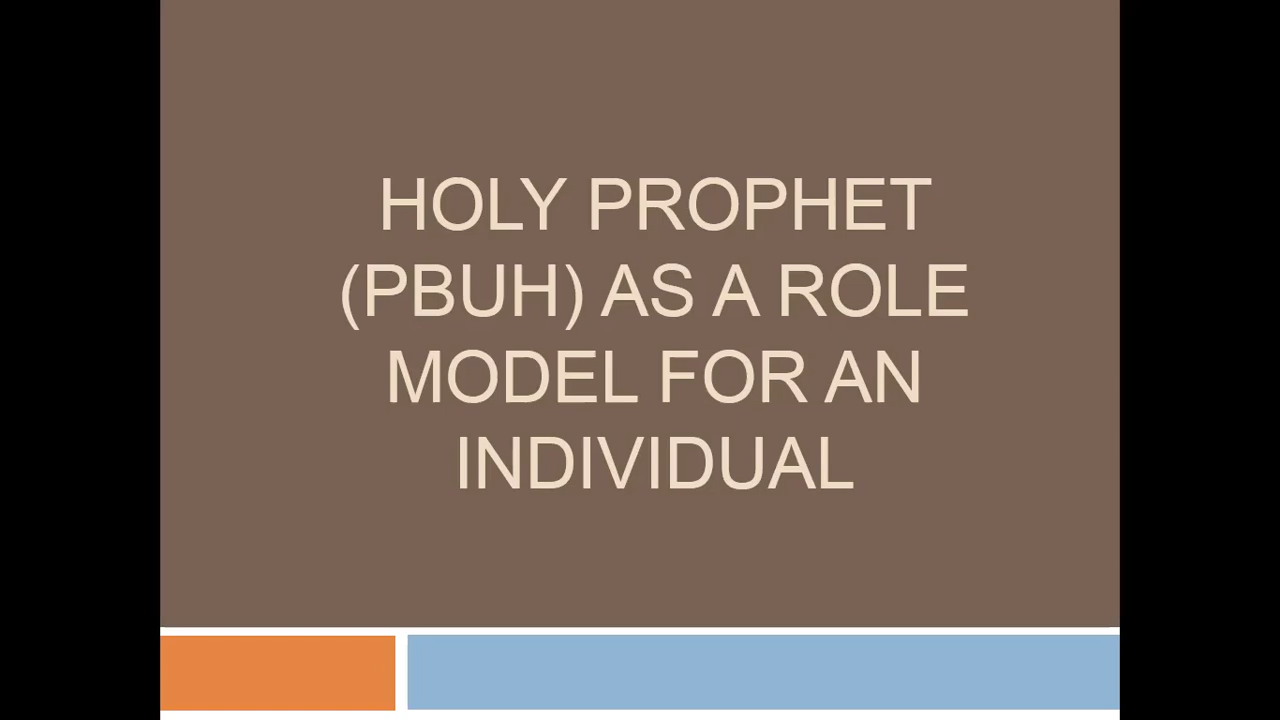 HOLY PROPHET
(PBUH) AS A ROLE
MODEL FOR AN
INDIVIDUAL